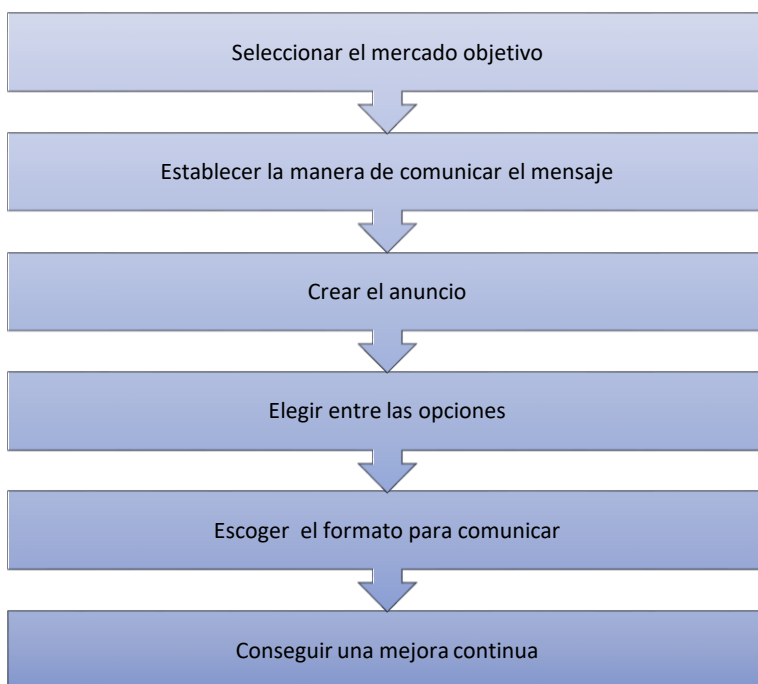 Seleccionar el mercado objetivo
Establecer la manera de comunicar el mensaje
Crear el anuncio
Elegir entre las opciones
Escoger  el formato para comunicar
Conseguir una mejora continua